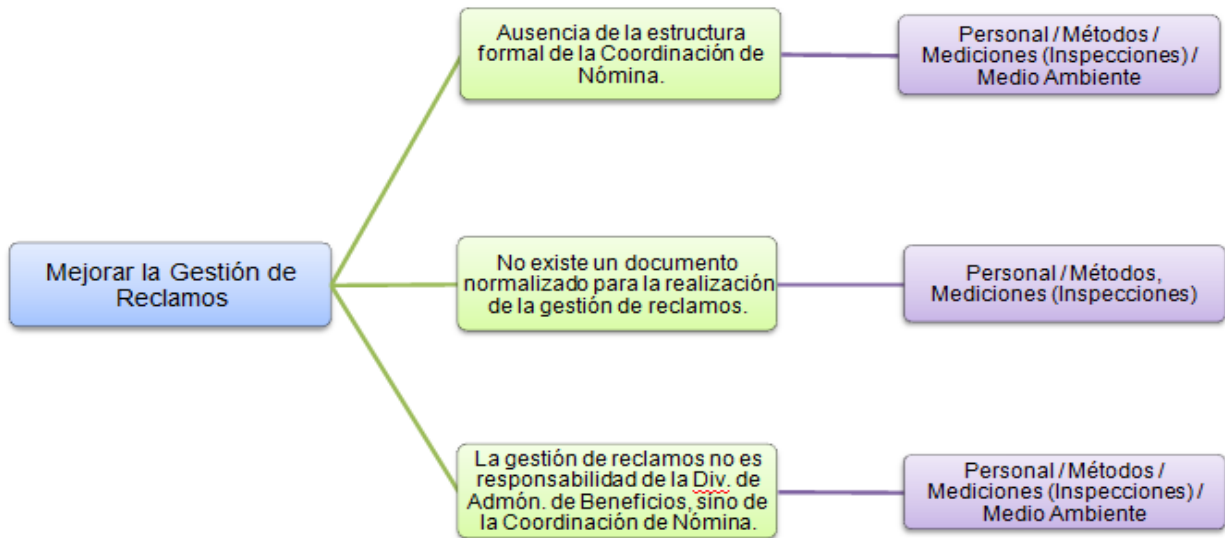 Ausencia de la estructura
formal de la Coordinación de
Nómina.
Personal / Métodos /
Mediciones (Inspecciones) /
Medio Ambiente
Mejorar la Gestión de
Reclamos
No existe un documento
normalizado para la realización
de la gestión de reclamos.
Personal / Métodos,
Mediciones (Inspecciones)
La gestión de reclamos no es
responsabilidad de la Div. de
Admón. de Beneficios, sino de
la Coordinación de Nómina.
Personal / Métodos /
Mediciones (Inspecciones) /
Medio Ambiente